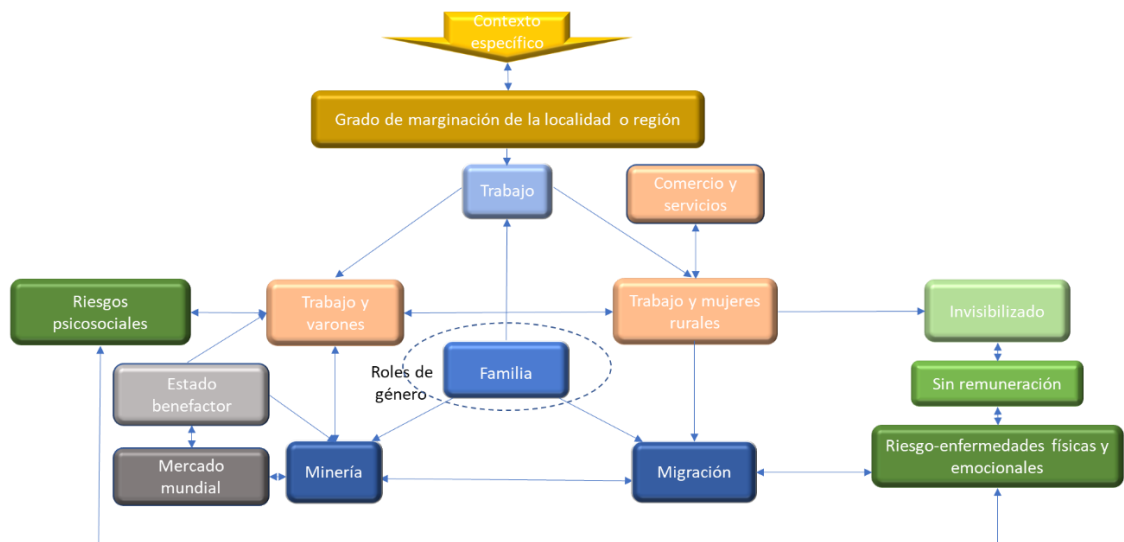 Contexto
específico
Grado de marginación de la localidad o región
Trabajo
Comercio y
servicios
Riesgos
psicosociales
Trabajo y
varones
Trabajo y mujeres
rurales
Invisibilizado
Roles de
género
Familia
Estado
benefactor
Sin remuneración
Mercado
mundial
Minería
Migración
Riesgo-enfermedades físicas y
emocionales